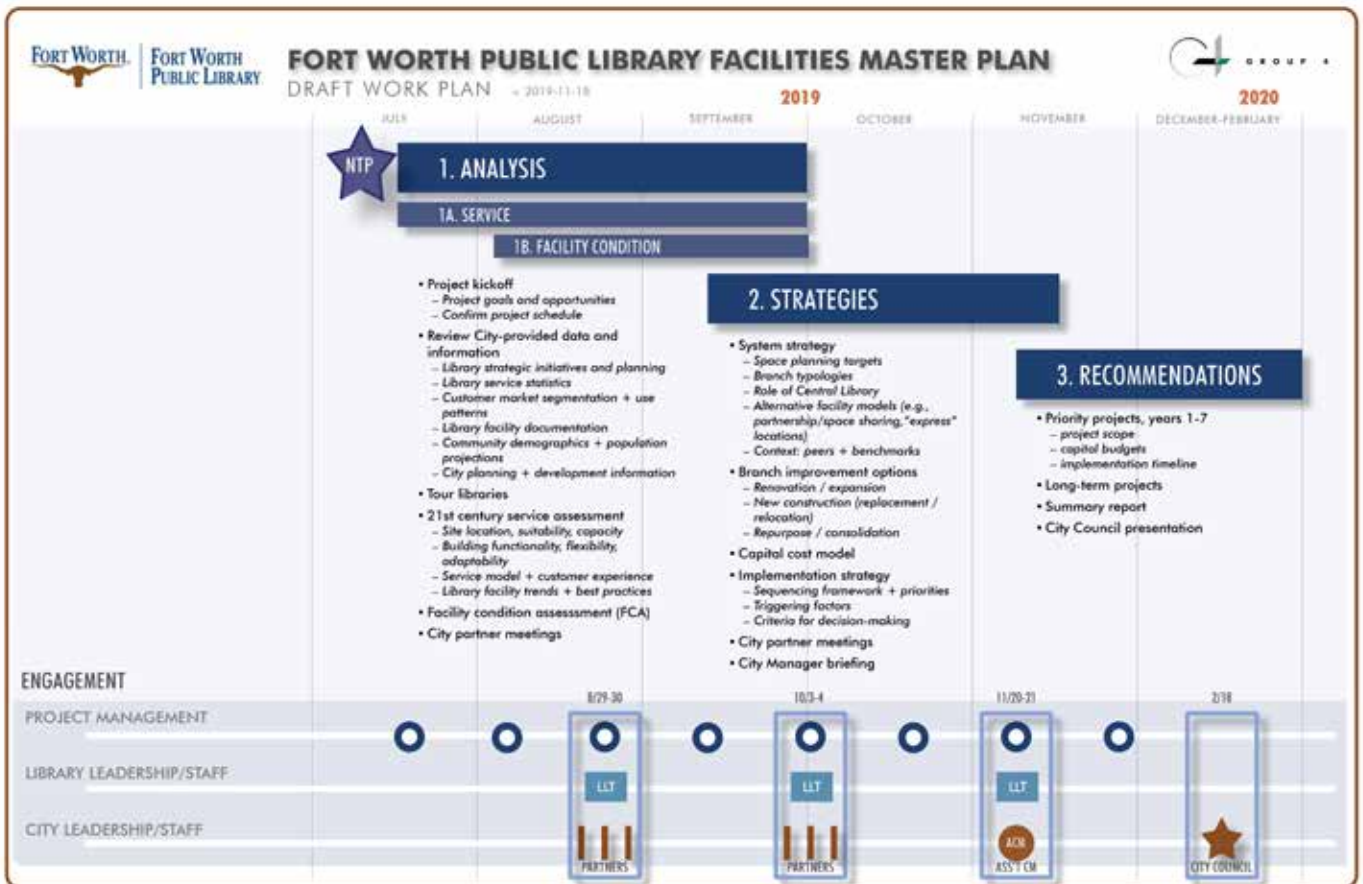 FORT WORTH.
FORT WORTH
PUBLIC LIBRARY
FORT WORTH PUBLIC LIBRARY FACILITIES MASTER PLAN
DRAFT WORK PLAN 2019-11-18
GROUP 4
2019
2020
JULY
AUGUST
SEPTEMBER
OCTOBER
NOVEMBER
DECEMBER-FEBRUARY
NTP
1. ANALYSIS
1A. SERVICE
1B. FACILITY CONDITION
• Project kickoff
– Project goals and opportunities
– Confirm project schedule
• Review City-provided data and
information
– Library strategic initiatives and planning
– Library service statistics
– Customer market segmentation + use
patterns
– Library facility documentation
– Community demographics + population
projections
– City planning + development information
• Tour libraries
• 21st century service assessment
– Site location, suitability, capacity
– Building functionality, flexibility,
adaptability
– Service model + customer experience
– Library facility trends + best practices
• Facility condition assesssment (FCA)
• City partner meetings
2. STRATEGIES
• System strategy
– Space planning targets
– Branch typologies
– Role of Central Library
– Alternative facility models (e.g.,
partnership/space sharing, "express"
locations)
– Context: peers + benchmarks
• Branch improvement options
– Renovation / expansion
– New construction (replacement /
relocation)
– Repurpose / consolidation
• Capital cost model
• Implementation strategy
– Sequencing framework + priorities
– Triggering factors
– Criteria for decision-making
• City partner meetings
• City Manager briefing
3. RECOMMENDATIONS
• Priority projects, years 1-7
– project scope
– capital budgets
– implementation timeline
• Long-term projects
• Summary report
• City Council presentation
ENGAGEMENT
8/29-30
10/3-4
11/20-21
2/18
PROJECT MANAGEMENT
LIBRARY LEADERSHIP/STAFF
LLT
LLT
LLT
CITY LEADERSHIP/STAFF
ACM
PARTNERS
PARTNERS
ASS'T CM
CITY COUNCIL